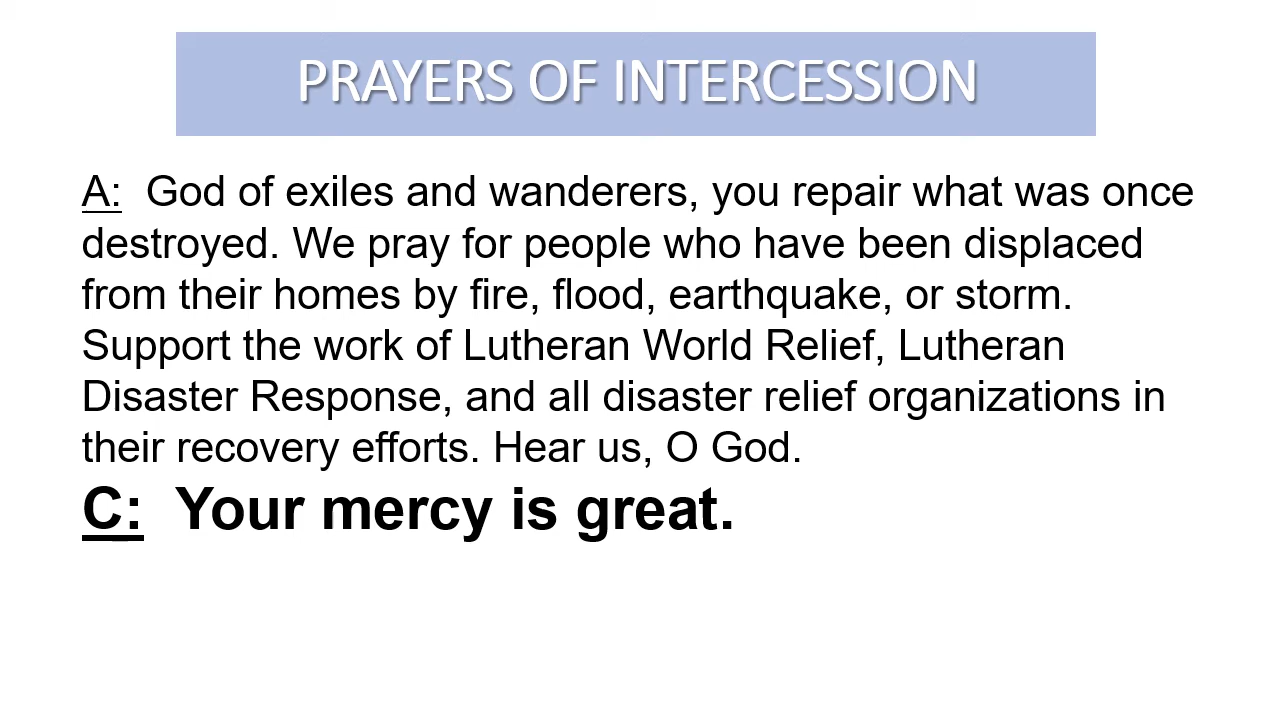 PRAYERS OF INTERCESSION
A:  God of exiles and wanderers, you repair what was once
destroyed. We pray for people who have been displaced
from their homes by fire, flood, earthquake, or storm.
Support the work of Lutheran World Relief, Lutheran
Disaster Response, and all disaster relief organizations in
their recovery efforts. Hear us, O God.
C:  Your mercy is great.